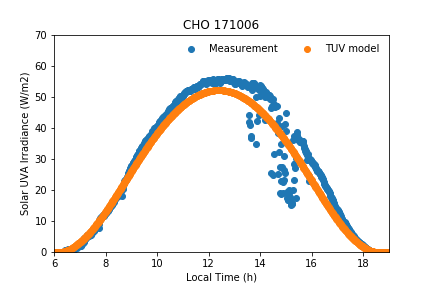 CHO 171006
Measurement TUV model
70
60
50
40
30
20
10
0
Solar UVA Irradiance (W/m2)
6 8 10 12 14 16 18
Local Time (h)